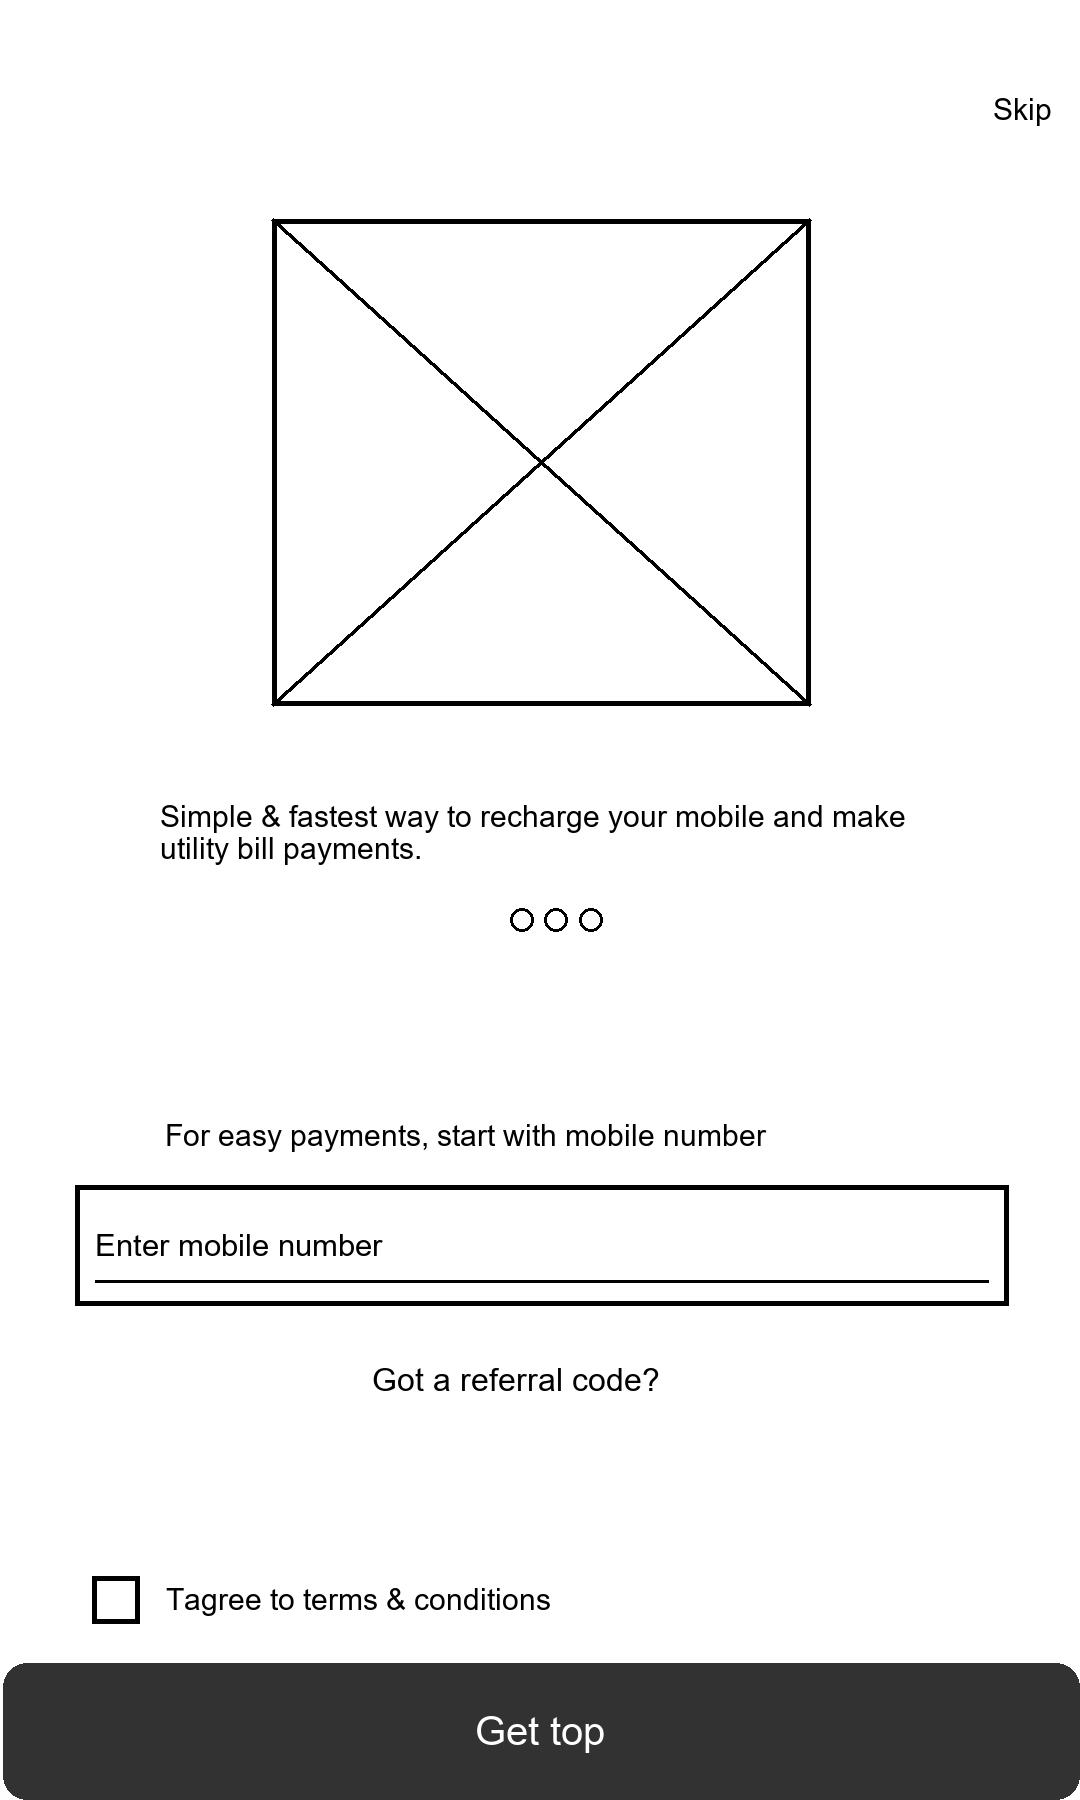 Skip
Simple & fastest way to recharge your mobile and make
utility bill payments.
For easy payments, start with mobile number
Enter mobile number
Got a referral code?
Tagree to terms & conditions
Get top